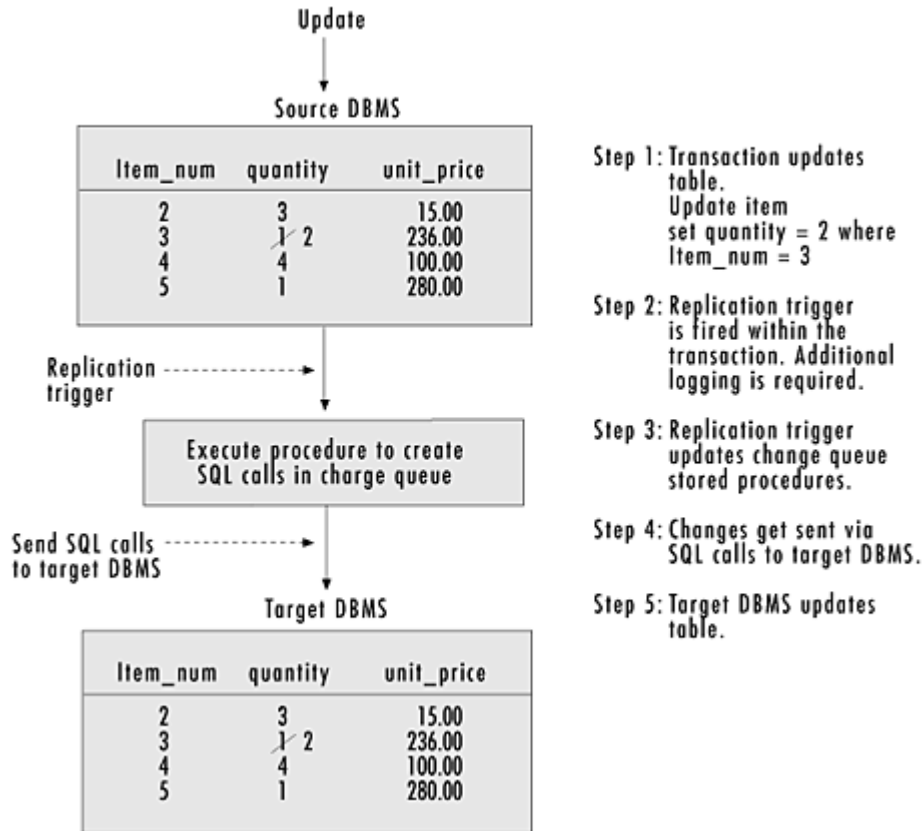 Update
Source DBMS
Item_num quantity unit_price
2 3 15.00
3 1 2 236.00
4 4 100.00
5 1 280.00
Replication
trigger
Execute procedure to create
SQL calls in charge queue
Send SQL calls
to target DBMS
Target DBMS
Item_num quantity unit_price
2 3 15.00
3 1 2 236.00
4 4 100.00
5 1 280.00
Step 1: Transaction updates
table.
Update item
set quantity = 2 where
Item_num = 3
Step 2: Replication trigger
is fired within the
transaction. Additional
logging is required.
Step 3: Replication trigger
updates change queue
stored procedures.
Step 4: Changes get sent via
SQL calls to target DBMS.
Step 5: Target DBMS updates
table.